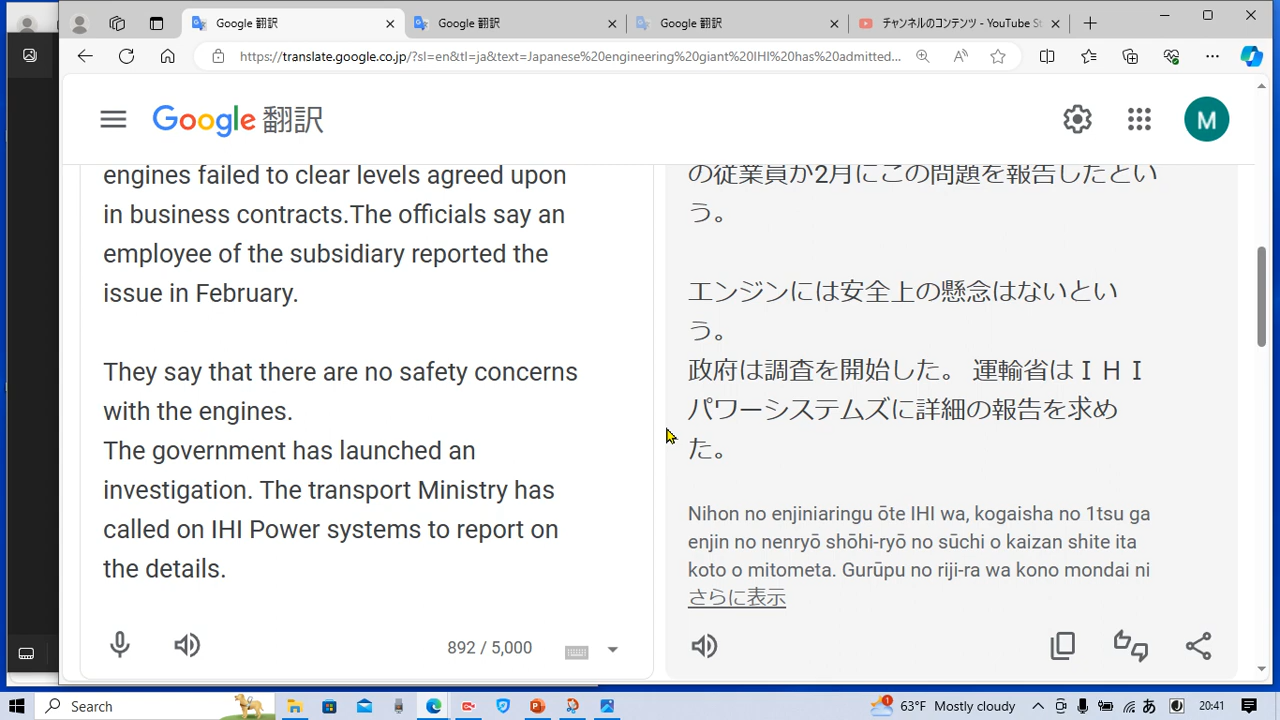 Google 翻訳
Google 翻訳
Google 翻訳
チャンネルのコンテンツ - YouTube St
https://translate.google.co.jp/?sl=en&tl=ja&text=Japanese%20engineering%20giant%20IHI%20has%20admitted...
Google 翻訳
M
engines failed to clear levels agreed upon
in business contracts.The officials say an
employee of the subsidiary reported the
issue in February.
They say that there are no safety concerns
with the engines.
The government has launched an
investigation. The transport Ministry has
called on IHI Power systems to report on
the details.
892 / 5,000
の従業員が2月にこの問題を報告したとい
う。
エンジンには安全上の懸念はないとい
う。
政府は調査を開始した。 運輸省はＩＨＩ
パワーシステムズに詳細の報告を求め
た。
Nihon no enjiniaringu ōte IHI wa, kogaisha no 1tsu ga
enjin no nenryō shōhi-ryō no sūchi o kaizan shite ita
koto o mitometa. Gurūpu no riji-ra wa kono mondai ni
さらに表示
Search
63°F Mostly cloudy
あ
20:41